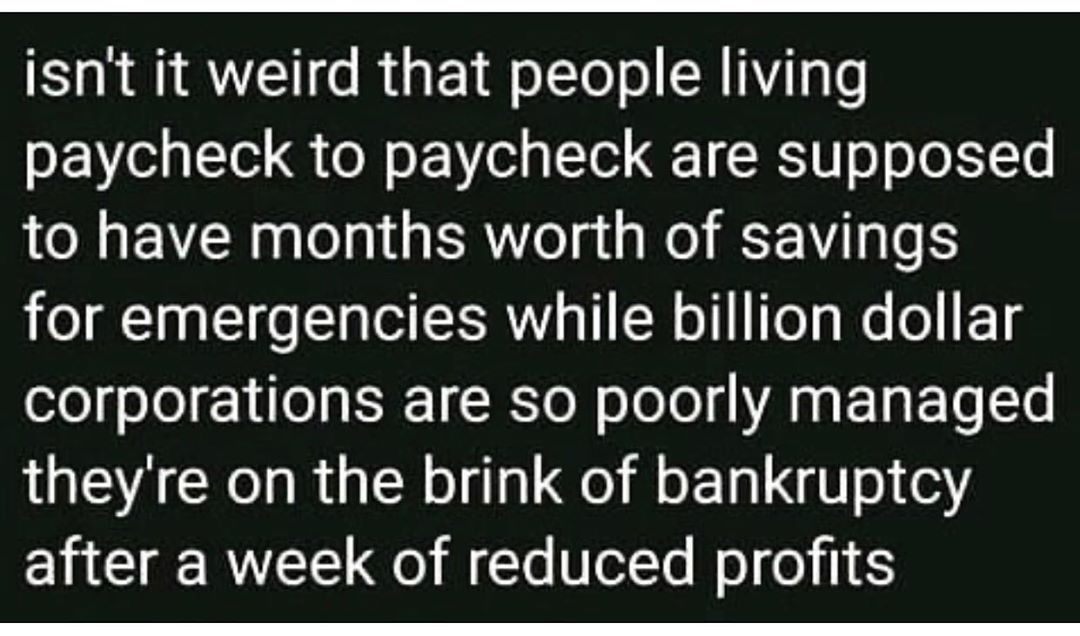 isn't it weird that people living
paycheck to paycheck are supposed
to have months worth of savings
for emergencies while billion dollar
corporations are so poorly managed
they're on the brink of bankruptcy
after a week of reduced profits